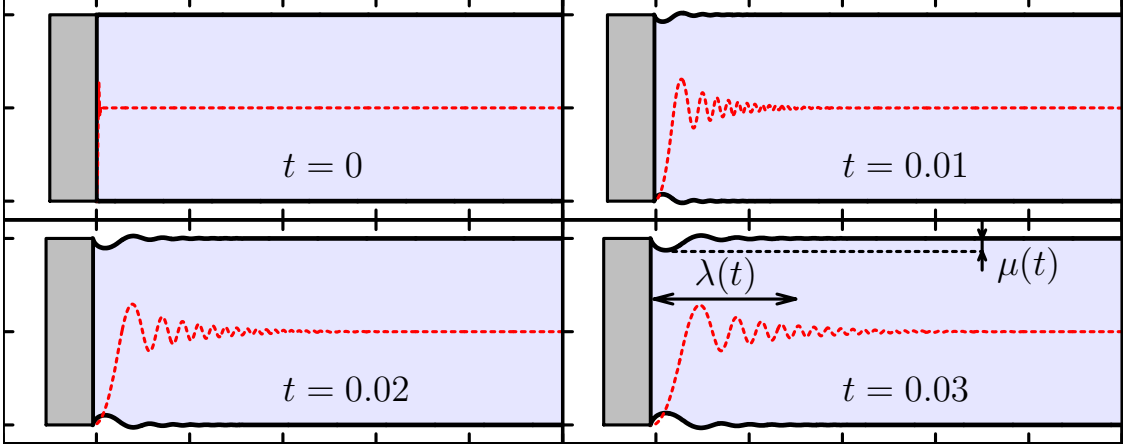 t = 0
t = 0.01
t = 0.02
λ(t)
μ(t)
t = 0.03